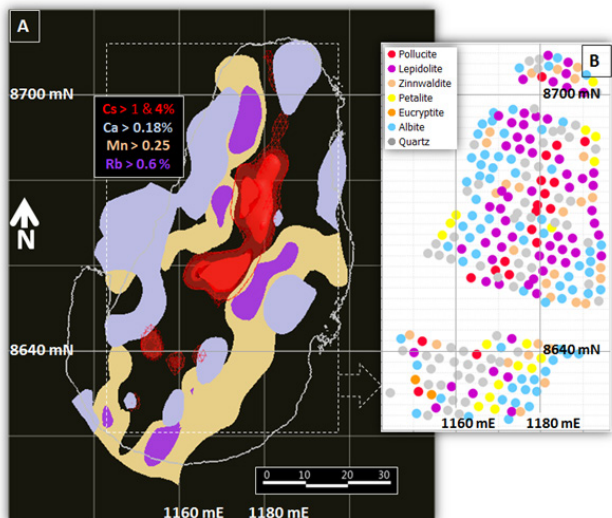 A
8700 mN
Cs > 1 & 4%
Ca > 0.18%
Mn > 0.25
Rb > 0.6 %
N
8640 mN
0 10 20 30
1160 mE 1180 mE
B
Pollucite
Lepidolite
Zinnwaldite
Petalite
Eucryptite
Albite
Quartz
8700 mN
8640 mN
1160 mE 1180 mE